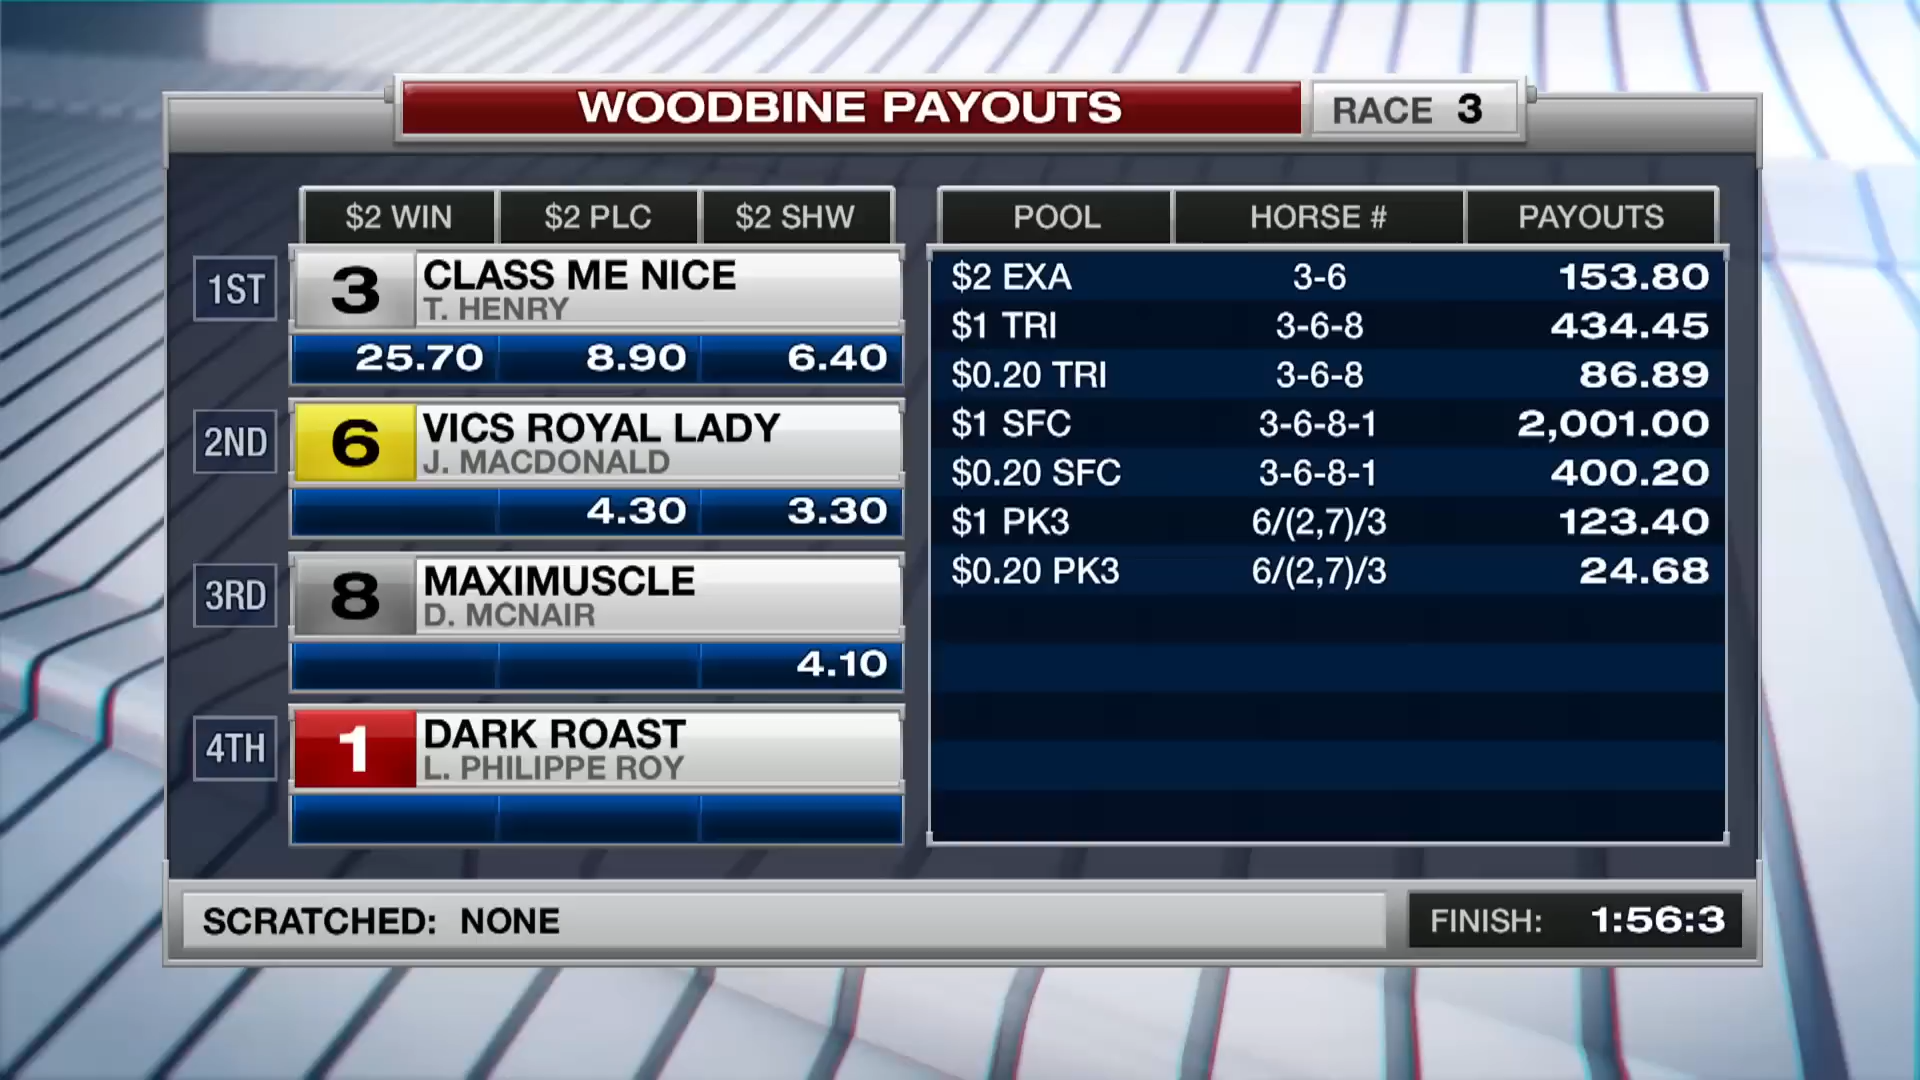 WOODBINE PAYOUTS RACE 3
$2 WIN $2 PLC $2 SHW
1ST 3 CLASS ME NICE
T. HENRY
25.70 8.90 6.40
2ND 6 VICS ROYAL LADY
J. MACDONALD
4.30 3.30
3RD 8 MAXIMUSCLE
D. MCNAIR
4.10
4TH 1 DARK ROAST
L. PHILIPPE ROY
POOL HORSE # PAYOUTS
$2 EXA 3-6 153.80
$1 TRI 3-6-8 434.45
$0.20 TRI 3-6-8 86.89
$1 SFC 3-6-8-1 2,001.00
$0.20 SFC 3-6-8-1 400.20
$1 PK3 6/(2,7)/3 123.40
$0.20 PK3 6/(2,7)/3 24.68
SCRATCHED: NONE
FINISH: 1:56:3